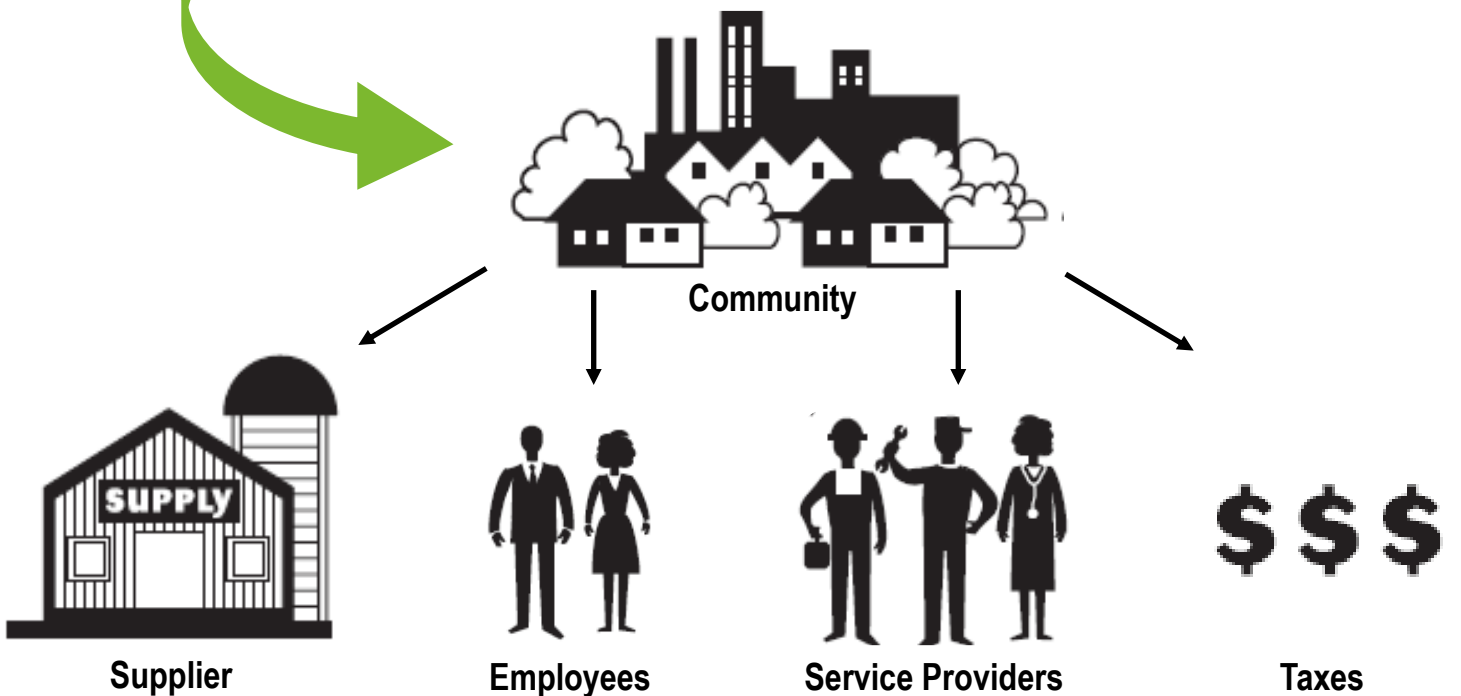 Community
SUPPLY
Supplier
Employees
Service Providers
$ $ $
Taxes